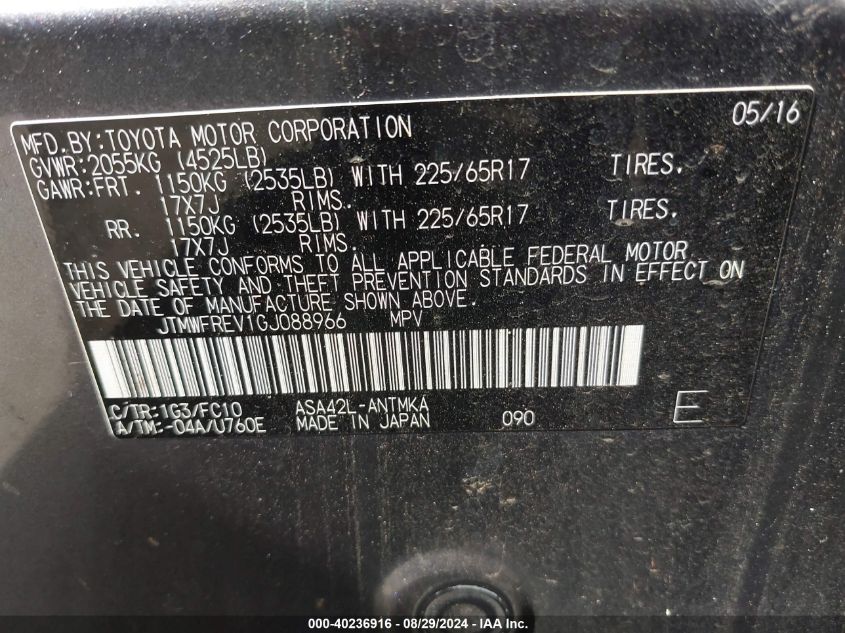 MFD.BY:TOYOTA MOTOR CORPORATION 05/16
GVWR:2055KG (4525LB)
GAWR:FRT. 1150KG (2535LB) WITH 225/65R17 TIRES.
17X7J RIMS.
RR. 1150KG (2535LB) WITH 225/65R17 TIRES.
17X7J RIMS.
THIS VEHICLE CONFORMS TO ALL APPLICABLE FEDERAL MOTOR
VEHICLE SAFETY AND THEFT PREVENTION STANDARDS IN EFFECT ON
THE DATE OF MANUFACTURE SHOWN ABOVE.
JTMWFREV1GJ088966 MPV
C/TR:1G3/FC10 ASA42L-ANTMKA
A/TM:-04A/U760E MADE IN JAPAN 090 E
000-40236916 - 08/29/2024 - IAA Inc.